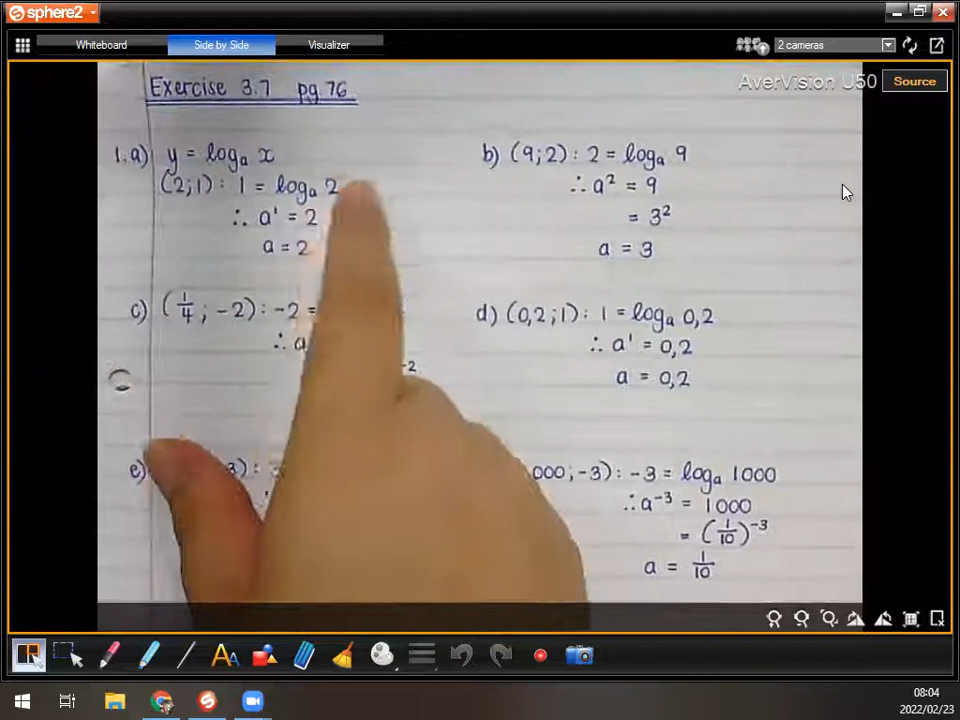 sphere2
Whiteboard
Side by Side
Visualizer
2 cameras
AverVision U50
Source
Exercise 3.7 pg.76
1.a) y = logₐ x
(2;1): 1 = logₐ 2
∴ a¹ = 2
a = 2
b) (9;2): 2 = logₐ 9
∴ a² = 9
= 3²
a = 3
c) (1/4; -2): -2 =
∴ a
-2
d) (0,2;1): 1 = logₐ 0,2
∴ a¹ = 0,2
a = 0,2
e)
3):
000; -3): -3 = logₐ 1000
∴ a⁻³ = 1000
= (1/10)⁻³
a = 1/10
08:04
2022/02/23